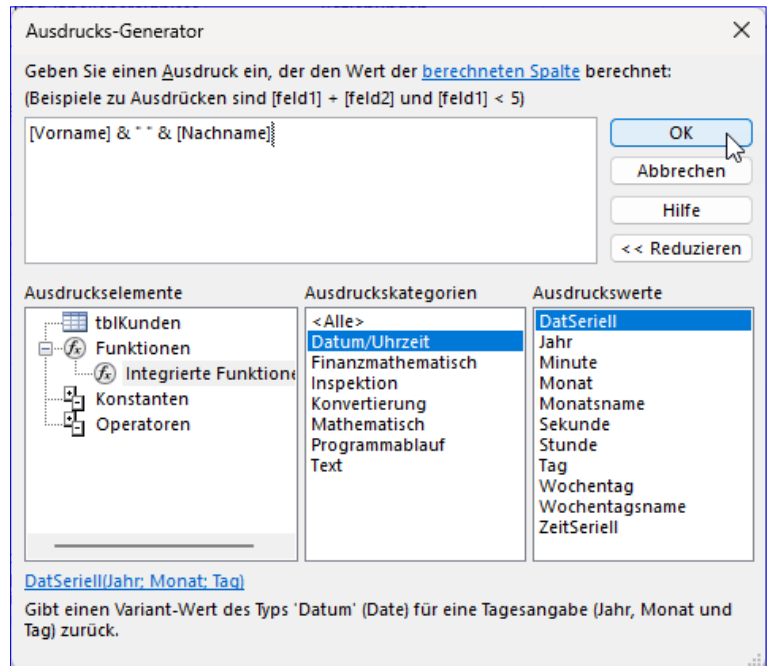 Ausdrucks-Generator
Geben Sie einen Ausdruck ein, der den Wert der berechneten Spalte berechnet:
(Beispiele zu Ausdrücken sind [feld1] + [feld2] und [feld1] < 5)
[Vorname] & " " & [Nachname]
OK
Abbrechen
Hilfe
<< Reduzieren
Ausdruckselemente
tblKunden
Funktionen
Integrierte Funktione
Konstanten
Operatoren
Ausdruckskategorien
<Alle>
Datum/Uhrzeit
Finanzmathematisch
Inspektion
Konvertierung
Mathematisch
Programmablauf
Text
Ausdruckswerte
DatSeriell
Jahr
Minute
Monat
Monatsname
Sekunde
Stunde
Tag
Wochentag
Wochentagsname
ZeitSeriell
DatSeriell(Jahr; Monat; Tag)
Gibt einen Variant-Wert des Typs 'Datum' (Date) für eine Tagesangabe (Jahr, Monat und
Tag) zurück.